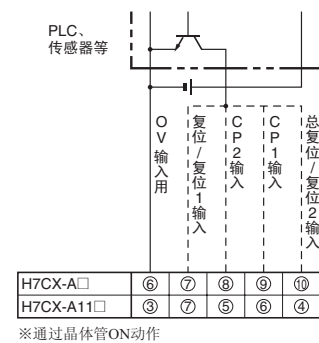 PLC、
传感器等
OV输入用
复位/复位1输入
CP2输入
CP1输入
总复位/复位2输入
H7CX-A□ ⑥ ⑦ ⑧ ⑨ ⑩
H7CX-A11□ ③ ⑦ ⑤ ⑥ ④
※通过晶体管ON动作